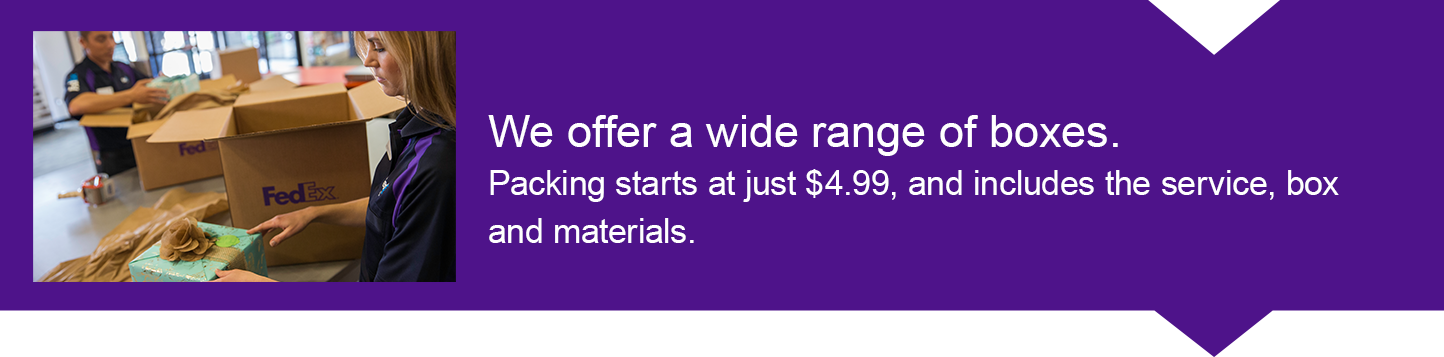 We offer a wide range of boxes.
Packing starts at just $4.99, and includes the service, box
and materials.
FedEx
FedEx